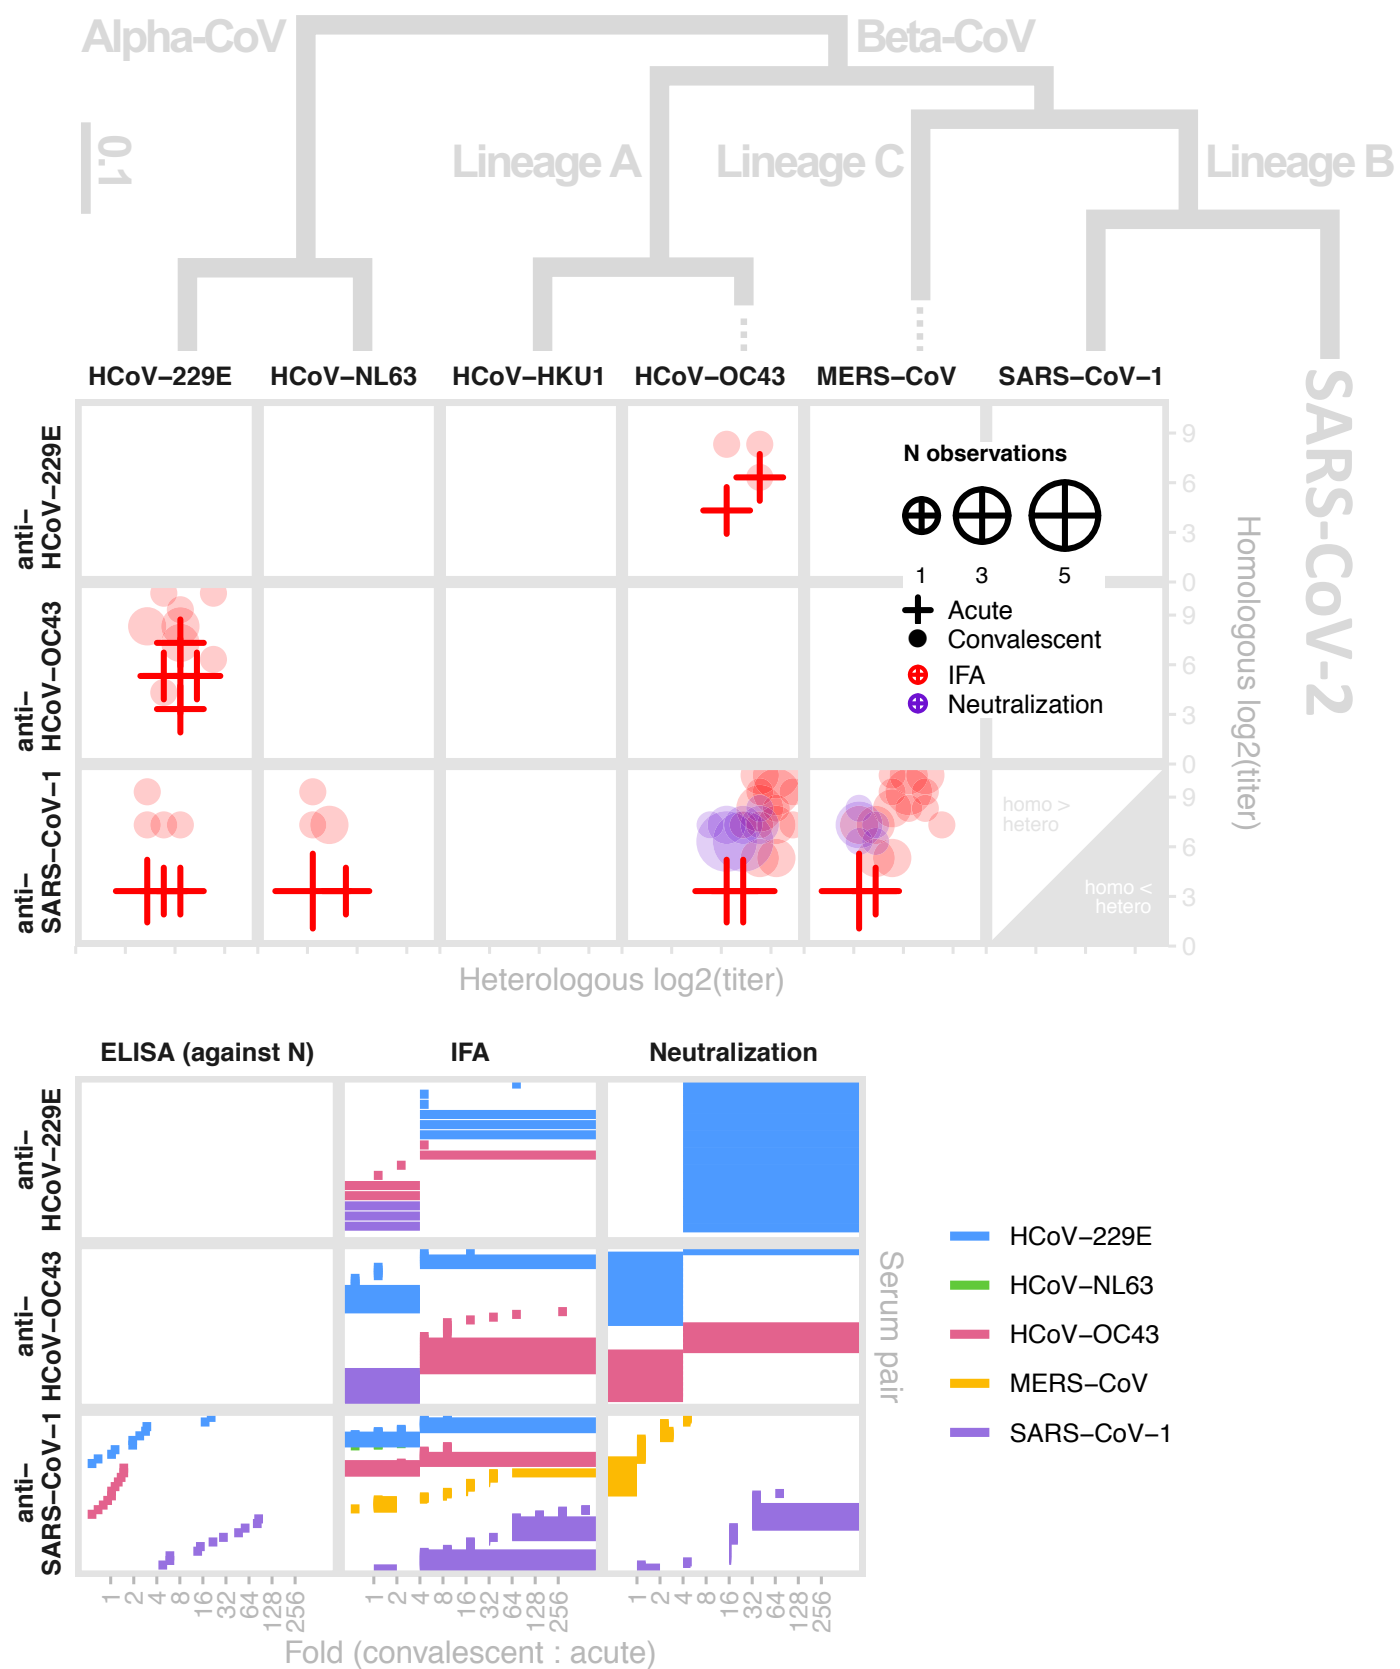 Alpha-CoV
Beta-CoV
0.1
Lineage A
Lineage C
Lineage B
HCoV−229E
HCoV−NL63
HCoV−HKU1
HCoV−OC43
MERS−CoV
SARS−CoV−1
SARS-CoV-2
anti−
HCoV−229E
anti−
HCoV−OC43
anti−
SARS−CoV−1
N observations
1
3
5
Acute
Convalescent
IFA
Neutralization
9
6
3
0
9
6
3
0
9
6
3
0
Homologous log2(titer)
homo >
hetero
homo <
hetero
Heterologous log2(titer)
ELISA (against N)
IFA
Neutralization
anti−
HCoV−229E
anti−
HCoV−OC43
anti−
SARS−CoV−1
Serum pair
HCoV−229E
HCoV−NL63
HCoV−OC43
MERS−CoV
SARS−CoV−1
1
2
4
8
16
32
64
128
256
1
2
4
8
16
32
64
128
256
1
2
4
8
16
32
64
128
256
Fold (convalescent : acute)